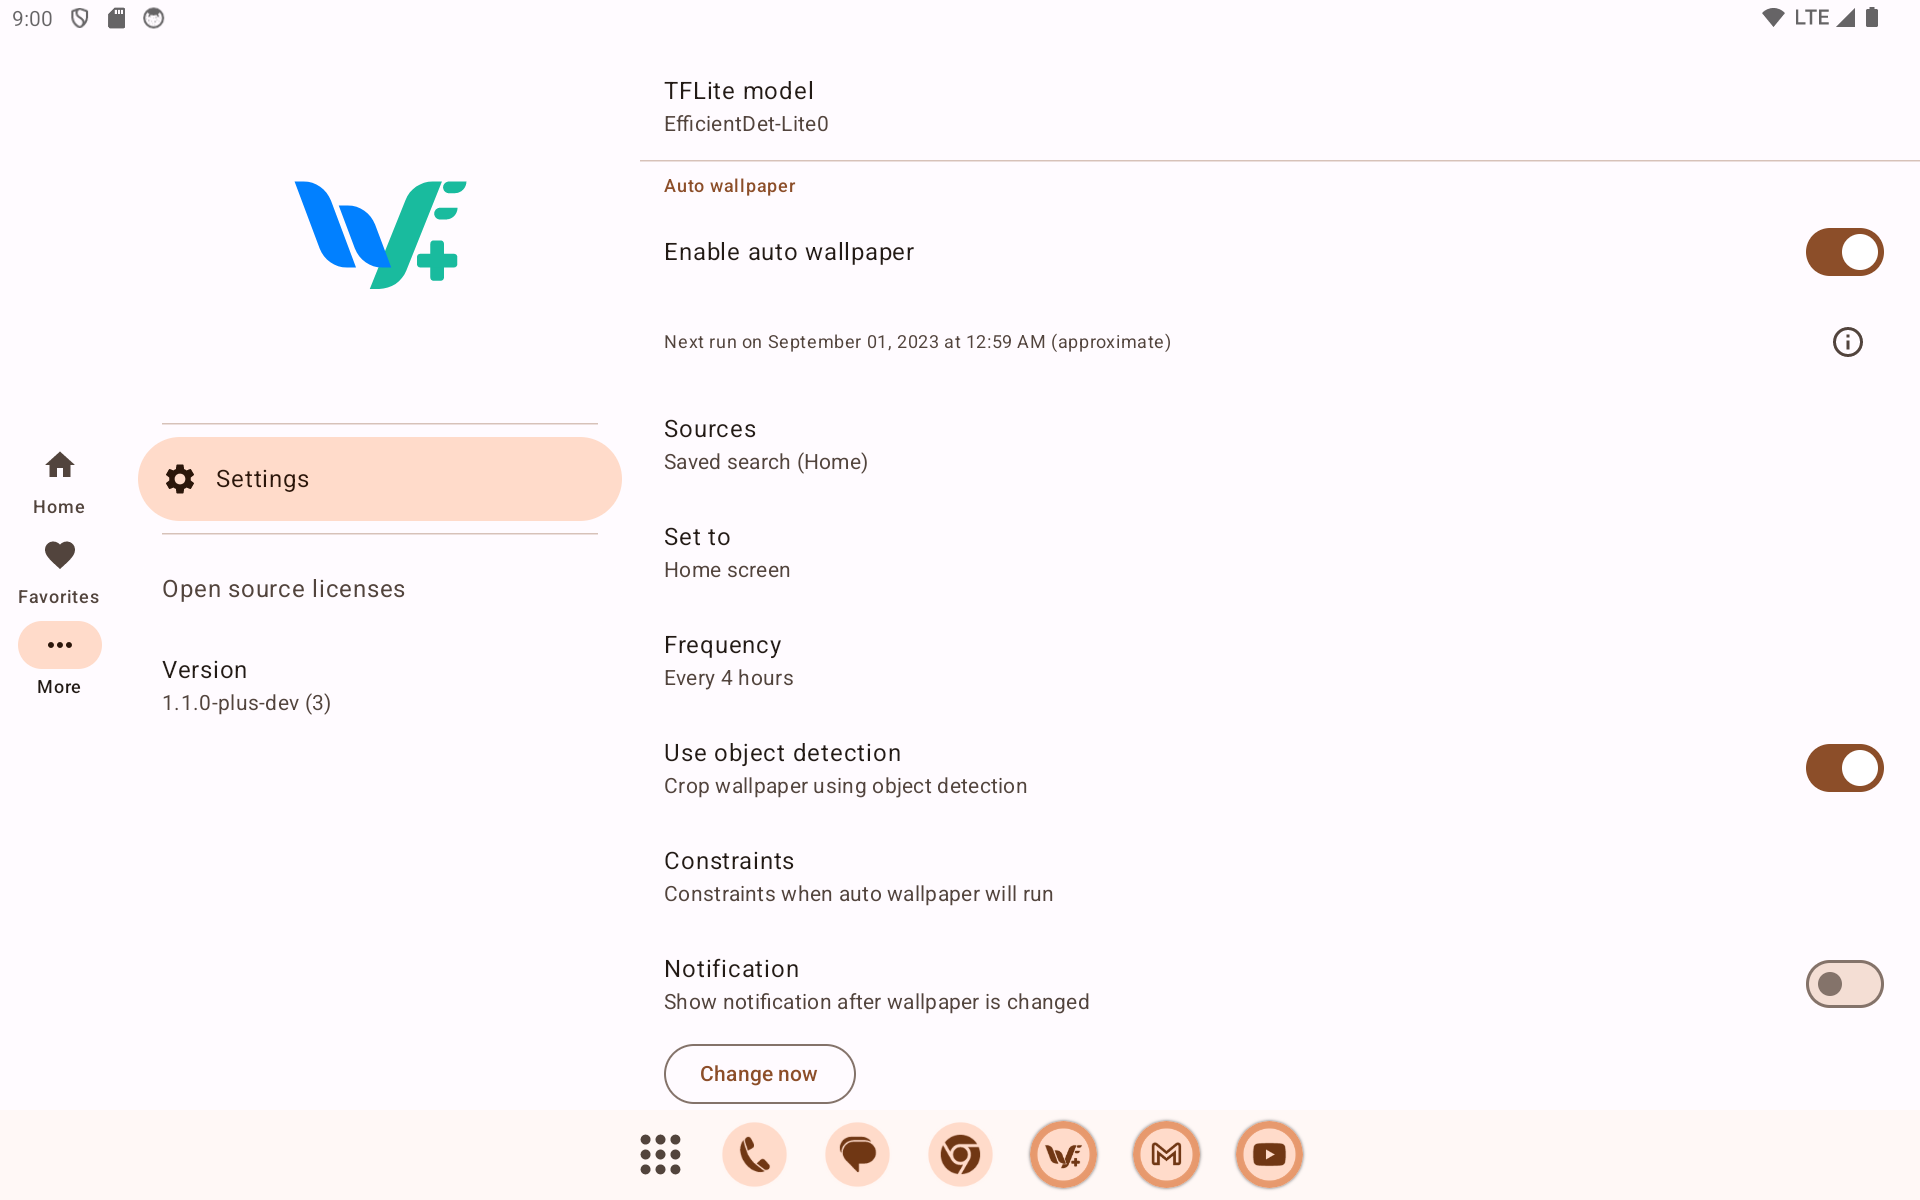 9:00
LTE
TFLite model
EfficientDet-Lite0
Auto wallpaper
Enable auto wallpaper
Next run on September 01, 2023 at 12:59 AM (approximate)
Sources
Saved search (Home)
Set to
Home screen
Frequency
Every 4 hours
Use object detection
Crop wallpaper using object detection
Constraints
Constraints when auto wallpaper will run
Notification
Show notification after wallpaper is changed
Change now
Settings
Open source licenses
Version
1.1.0-plus-dev (3)
Home
Favorites
More